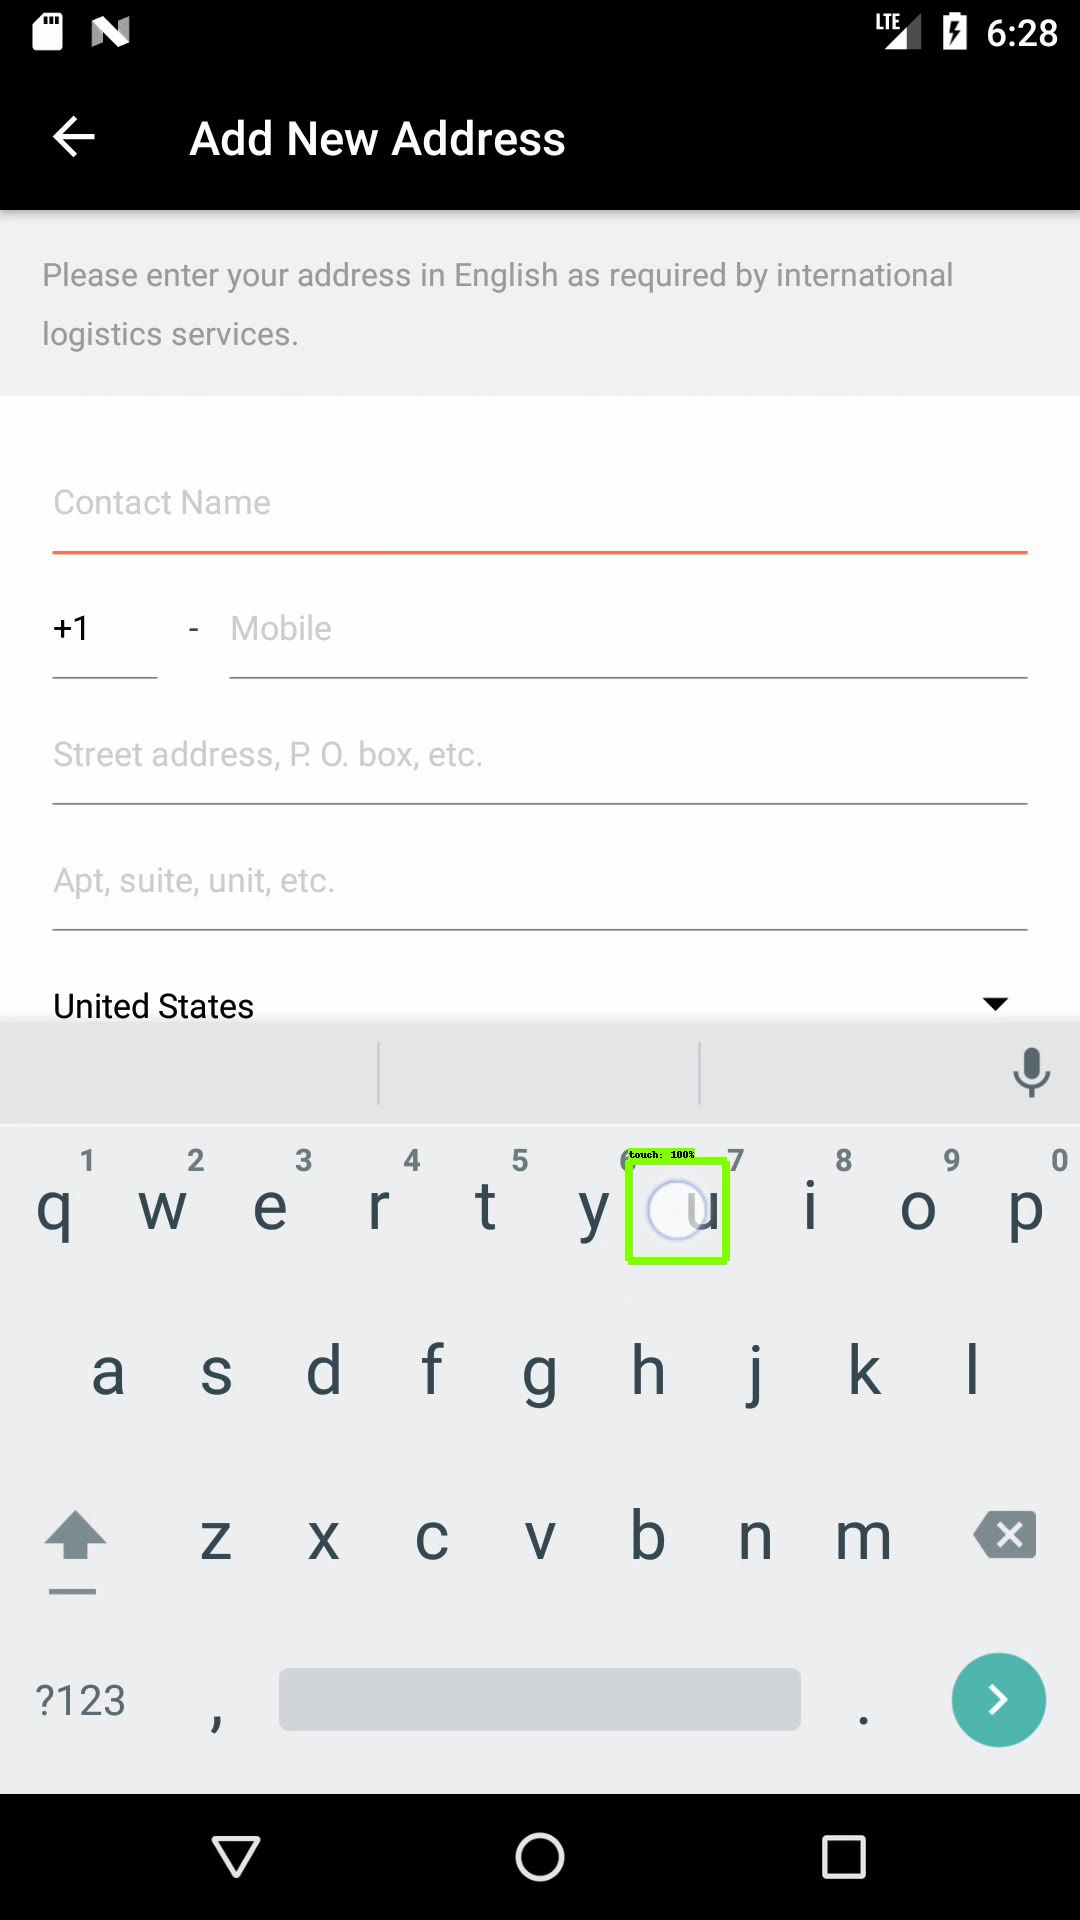 LTE 6:28
Add New Address
Please enter your address in English as required by international
logistics services.
Contact Name
+1 - Mobile
Street address, P. O. box, etc.
Apt, suite, unit, etc.
United States
touch: 100%
1 2 3 4 5 6 7 8 9 0
q w e r t y u i o p
a s d f g h j k l
z x c v b n m
?123 , .